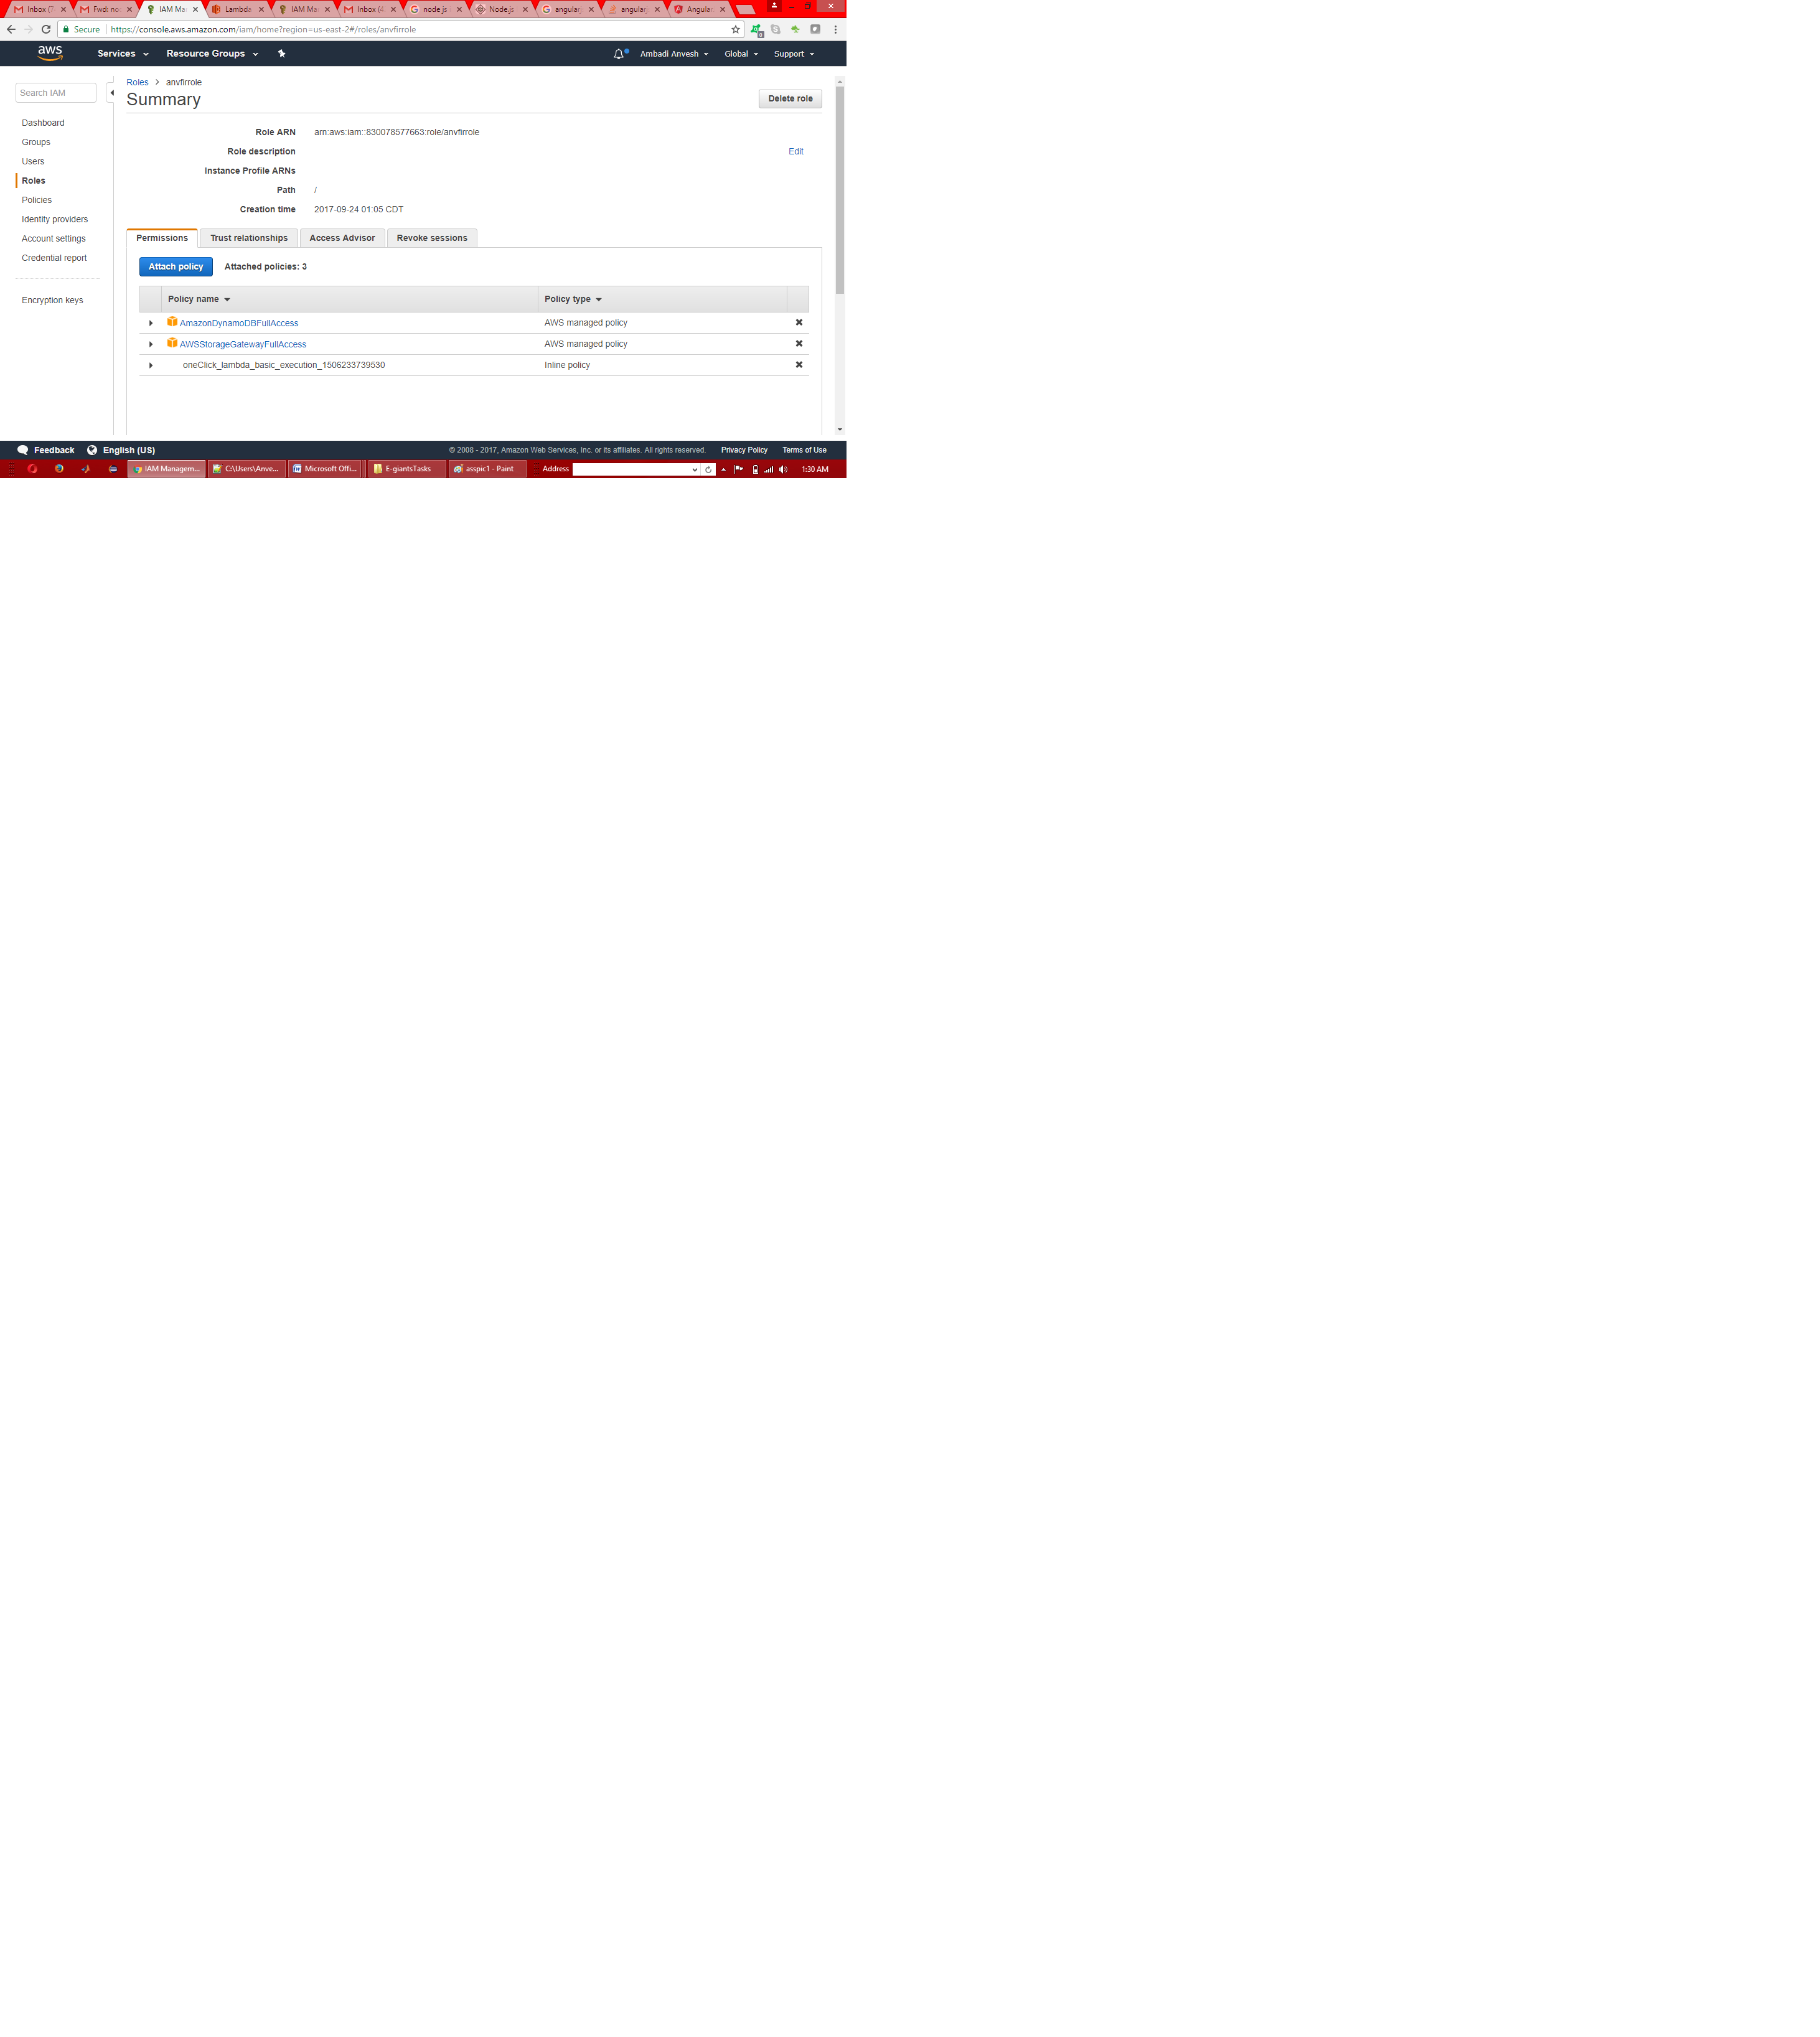 Inbox (7 Fwd: no IAM Ma Lambda IAM Ma Inbox (4 node js Node.js angular angular Angular
Secure https://console.aws.amazon.com/iam/home?region=us-east-2#/roles/anvfirrole
aws Services Resource Groups Ambadi Anvesh Global Support
Search IAM
Dashboard
Groups
Users
Roles
Policies
Identity providers
Account settings
Credential report
Encryption keys
Roles > anvfirrole
Summary
Delete role
Role ARN arn:aws:iam::830078577663:role/anvfirrole
Role description Edit
Instance Profile ARNs
Path /
Creation time 2017-09-24 01:05 CDT
Permissions Trust relationships Access Advisor Revoke sessions
Attach policy Attached policies: 3
Policy name Policy type
AmazonDynamoDBFullAccess AWS managed policy
AWSStorageGatewayFullAccess AWS managed policy
oneClick_lambda_basic_execution_1506233739530 Inline policy
Feedback English (US) © 2008 - 2017, Amazon Web Services, Inc. or its affiliates. All rights reserved. Privacy Policy Terms of Use
IAM Managem... C:\Users\Anve... Microsoft Offi... E-giantsTasks asspic1 - Paint Address 1:30 AM